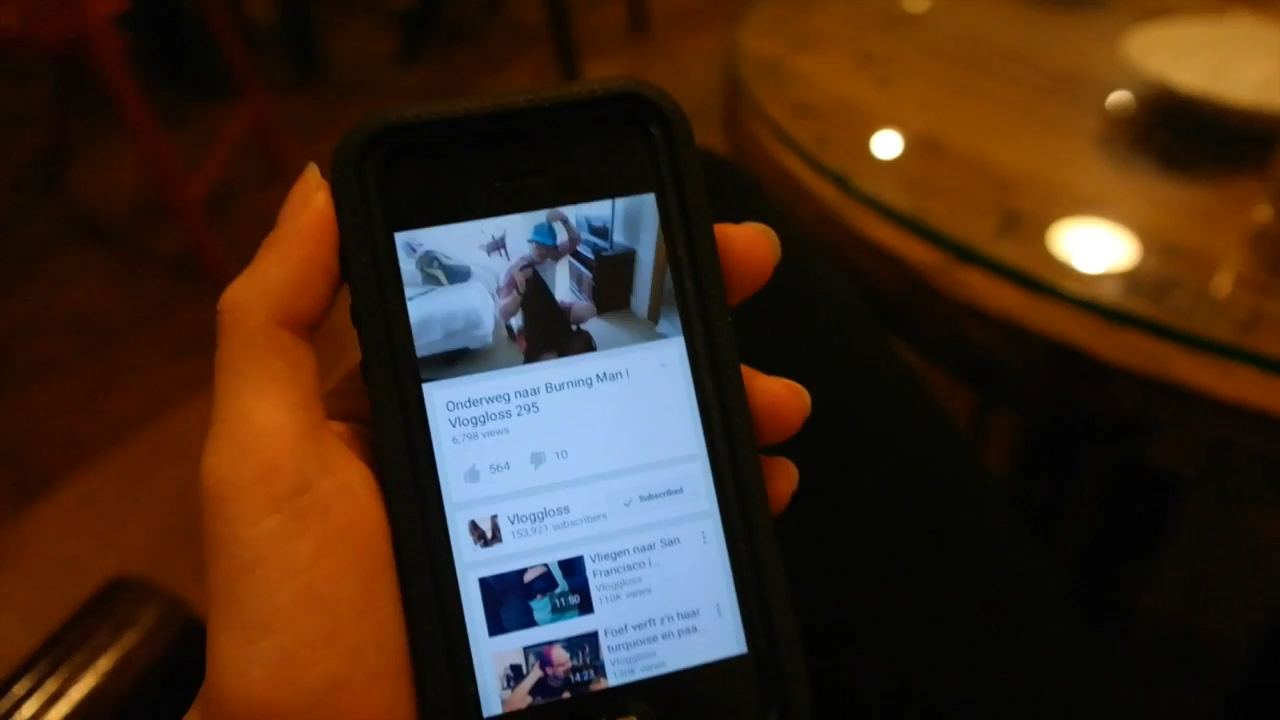 Onderweg naar Burning Man |
Vloggloss 295
6,798 views
564 10
Vloggloss
Subscribed
153,921 subscribers
Vliegen naar San
Francisco |...
Vloggloss
110K views
11:50
Foef verft z'n haar
turquoise en paa...
Vloggloss
views
14:23